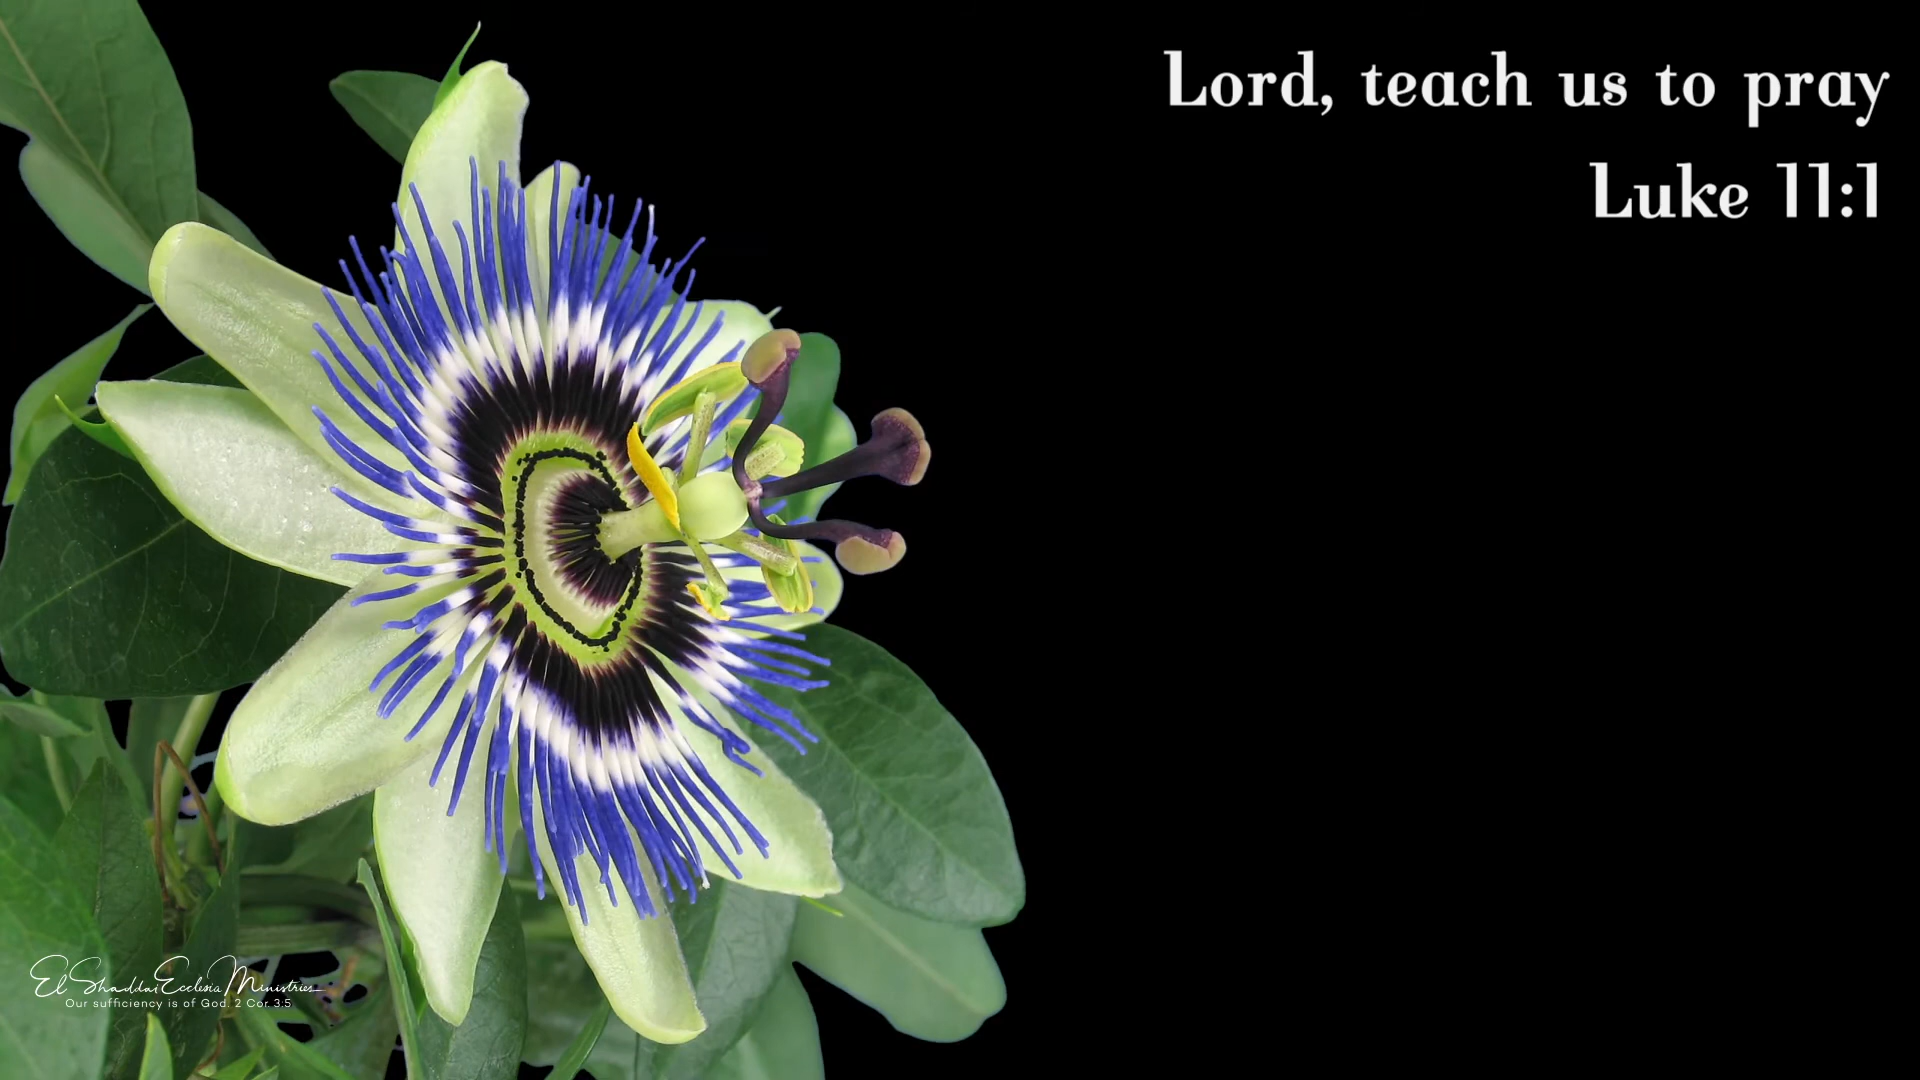 Lord, teach us to pray
Luke 11:1
El Shaddai Ecclesia Ministries
Our sufficiency is of God. 2 Cor. 3:5